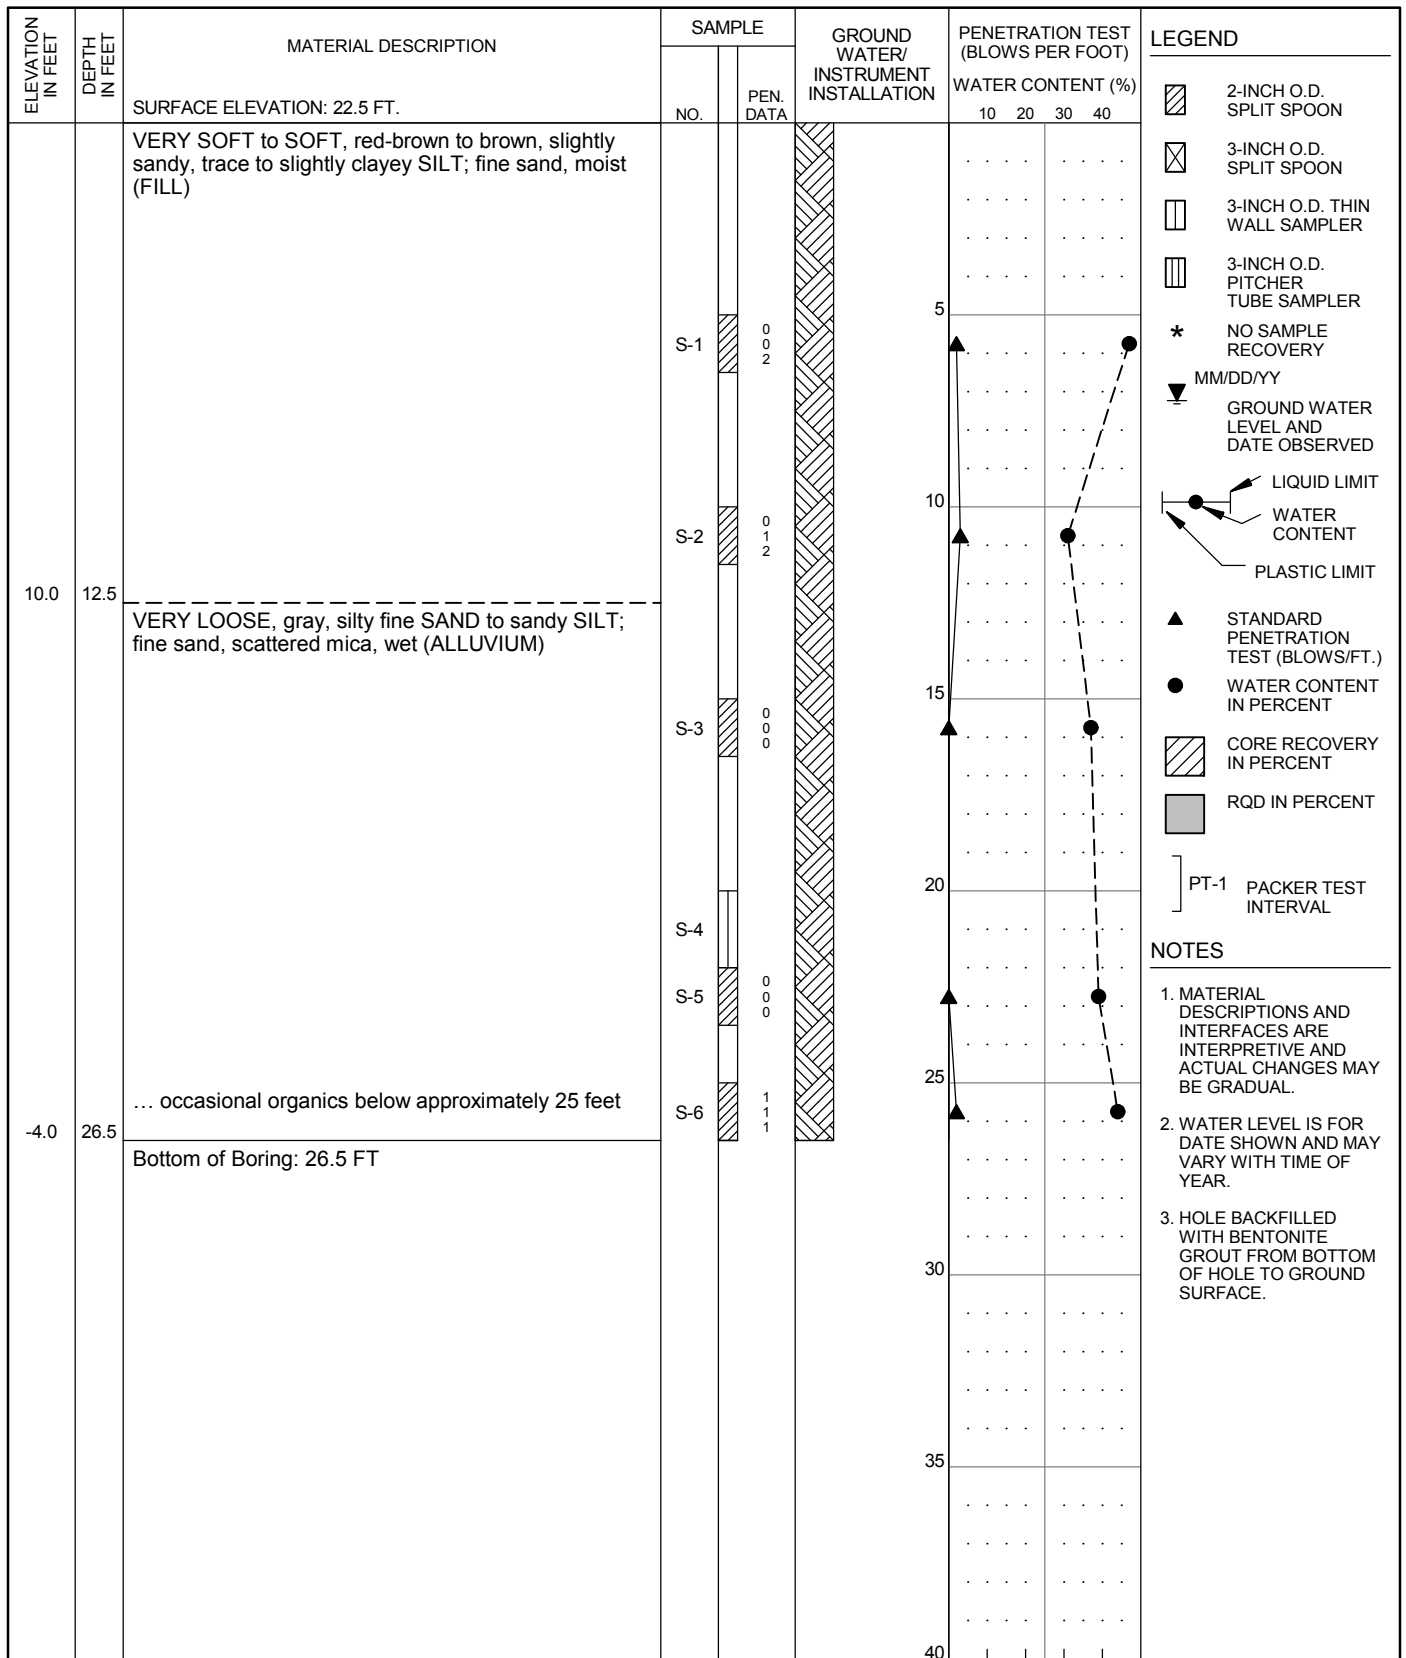 ELEVATION
IN FEET
DEPTH
IN FEET
MATERIAL DESCRIPTION
SURFACE ELEVATION: 22.5 FT.
SAMPLE
NO.
PEN.
DATA
GROUND
WATER/
INSTRUMENT
INSTALLATION
PENETRATION TEST
(BLOWS PER FOOT)
WATER CONTENT (%)
10 20 30 40
VERY SOFT to SOFT, red-brown to brown, slightly
sandy, trace to slightly clayey SILT; fine sand, moist
(FILL)
5
S-1
0
0
2
10
S-2
0
1
2
10.0 12.5
VERY LOOSE, gray, silty fine SAND to sandy SILT;
fine sand, scattered mica, wet (ALLUVIUM)
15
S-3
0
0
0
20
S-4
S-5
0
0
0
25
… occasional organics below approximately 25 feet
S-6
1
1
1
-4.0 26.5
Bottom of Boring: 26.5 FT
30
35
40
LEGEND
2-INCH O.D.
SPLIT SPOON
3-INCH O.D.
SPLIT SPOON
3-INCH O.D. THIN
WALL SAMPLER
3-INCH O.D.
PITCHER
TUBE SAMPLER
* NO SAMPLE
RECOVERY
MM/DD/YY
GROUND WATER
LEVEL AND
DATE OBSERVED
LIQUID LIMIT
WATER
CONTENT
PLASTIC LIMIT
STANDARD
PENETRATION
TEST (BLOWS/FT.)
WATER CONTENT
IN PERCENT
CORE RECOVERY
IN PERCENT
RQD IN PERCENT
PT-1 PACKER TEST
INTERVAL
NOTES
1. MATERIAL
DESCRIPTIONS AND
INTERFACES ARE
INTERPRETIVE AND
ACTUAL CHANGES MAY
BE GRADUAL.
2. WATER LEVEL IS FOR
DATE SHOWN AND MAY
VARY WITH TIME OF
YEAR.
3. HOLE BACKFILLED
WITH BENTONITE
GROUT FROM BOTTOM
OF HOLE TO GROUND
SURFACE.